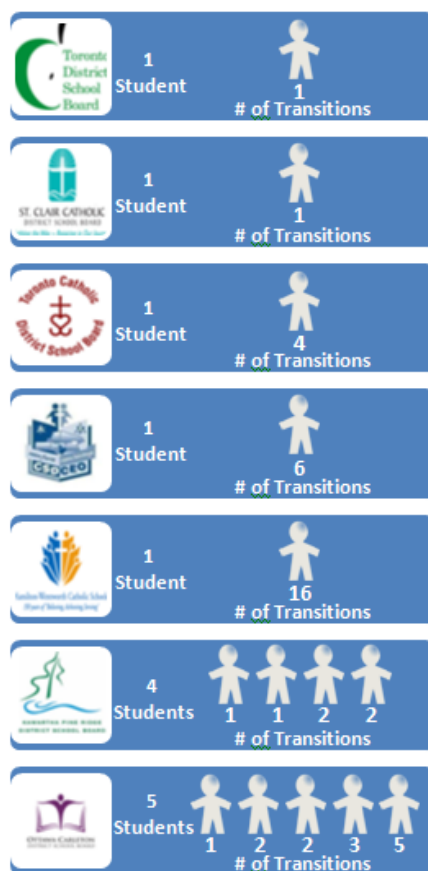 Toronto
District
School
Board
1
Student
1
# of Transitions
ST. CLAIR CATHOLIC
DISTRICT SCHOOL BOARD
1
Student
1
# of Transitions
Toronto Catholic
District School Board
1
Student
4
# of Transitions
CSDCEO
1
Student
6
# of Transitions
Hamilton-Wentworth Catholic Schools
1
Student
16
# of Transitions
KAWARTHA PINE RIDGE
DISTRICT SCHOOL BOARD
4
Students
1 1 2 2
# of Transitions
OTTAWA-CARLETON
DISTRICT SCHOOL BOARD
5
Students
1 2 2 3 5
# of Transitions